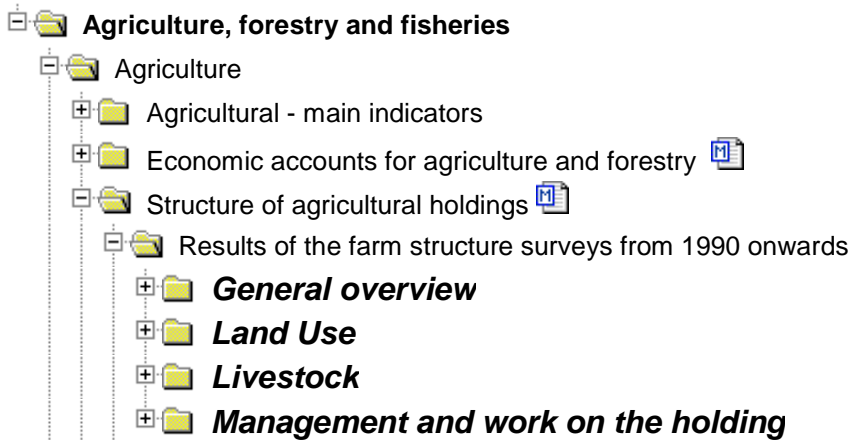 Agriculture, forestry and fisheries
Agriculture
Agricultural - main indicators
Economic accounts for agriculture and forestry M
Structure of agricultural holdings M
Results of the farm structure surveys from 1990 onwards
General overview
Land Use
Livestock
Management and work on the holding